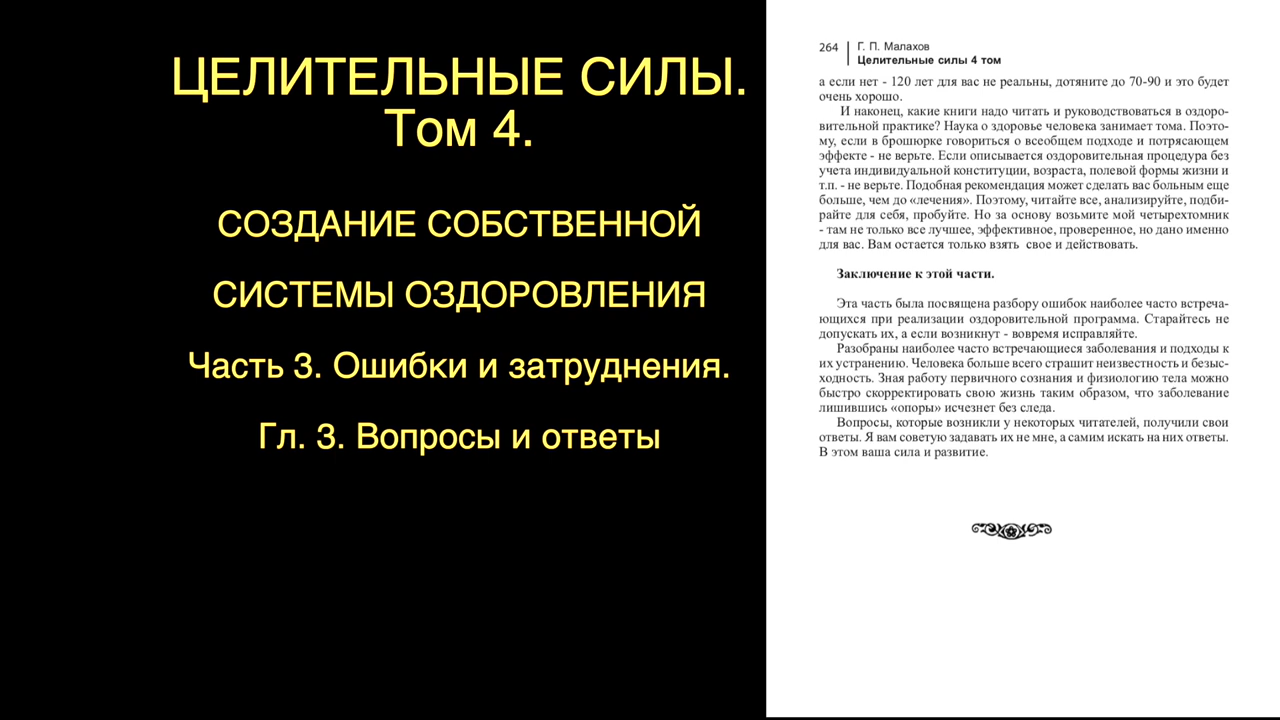 ЦЕЛИТЕЛЬНЫЕ СИЛЫ.
Том 4.
СОЗДАНИЕ СОБСТВЕННОЙ
СИСТЕМЫ ОЗДОРОВЛЕНИЯ
Часть 3. Ошибки и затруднения.
Гл. 3. Вопросы и ответы
264
Г. П. Малахов
Целительные силы 4 том
а если нет - 120 лет для вас не реальны, дотяните до 70-90 и это будет
очень хорошо.
И наконец, какие книги надо читать и руководствоваться в оздоро-
вительной практике? Наука о здоровье человека занимает тома. Поэто-
му, если в брошюрке говориться о всеобщем подходе и потрясающем
эффекте - не верьте. Если описывается оздоровительная процедура без
учета индивидуальной конституции, возраста, полевой формы жизни и
т.п. - не верьте. Подобная рекомендация может сделать вас больным еще
больше, чем до «лечения». Поэтому, читайте все, анализируйте, подби-
райте для себя, пробуйте. Но за основу возьмите мой четырехтомник
- там не только все лучшее, эффективное, проверенное, но дано именно
для вас. Вам остается только взять свое и действовать.
Заключение к этой части.
Эта часть была посвящена разбору ошибок наиболее часто встреча-
ющихся при реализации оздоровительной программа. Старайтесь не
допускать их, а если возникнут - вовремя исправляйте.
Разобраны наиболее часто встречающиеся заболевания и подходы к
их устранению. Человека больше всего страшит неизвестность и безыс-
ходность. Зная работу первичного сознания и физиологию тела можно
быстро скорректировать свою жизнь таким образом, что заболевание
лишившись «опоры» исчезнет без следа.
Вопросы, которые возникли у некоторых читателей, получили свои
ответы. Я вам советую задавать их не мне, а самим искать на них ответы.
В этом ваша сила и развитие.